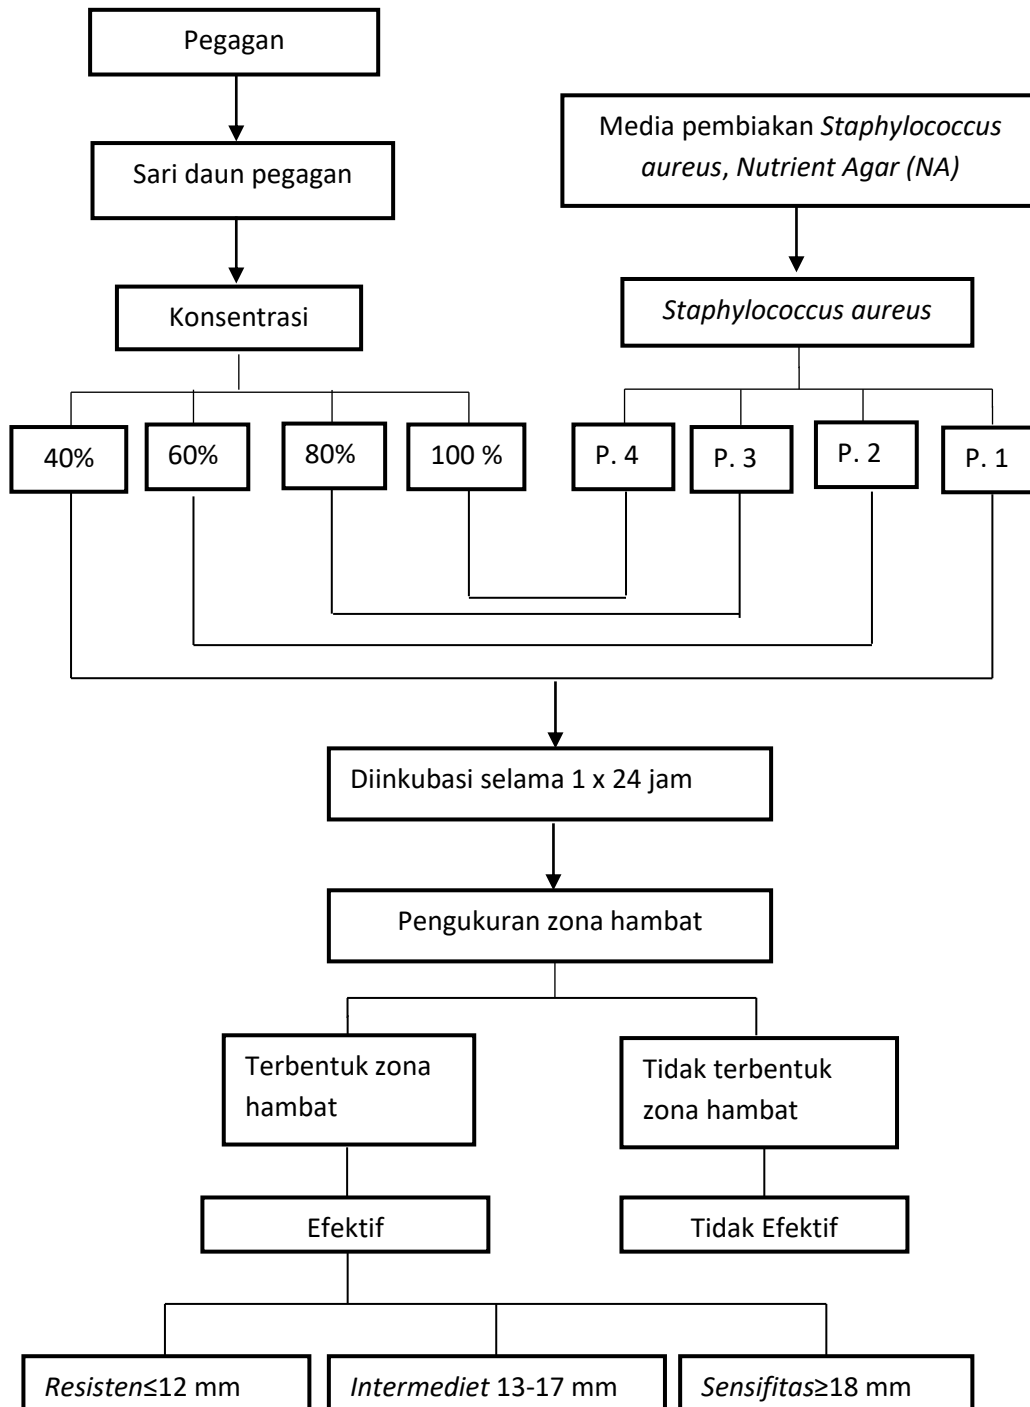 Pegagan
Media pembiakan Staphylococcus
aureus, Nutrient Agar (NA)
Sari daun pegagan
Konsentrasi
Staphylococcus aureus
40%
60%
80%
100 %
P. 4
P. 3
P. 2
P. 1
Diinkubasi selama 1 x 24 jam
Pengukuran zona hambat
Terbentuk zona
hambat
Tidak terbentuk
zona hambat
Efektif
Tidak Efektif
Resisten≤12 mm
Intermediet 13-17 mm
Sensifitas≥18 mm